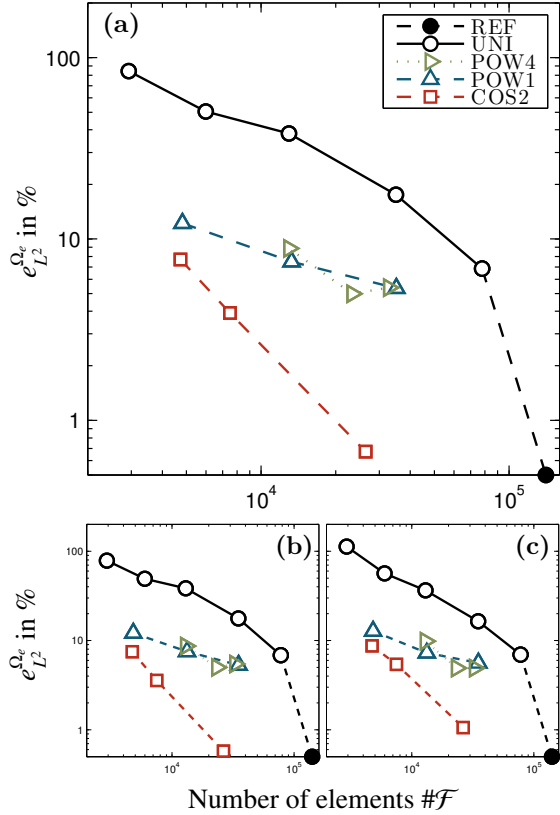 (a)
REF
UNI
POW4
POW1
COS2
100
10
1
e_{L^2}^{Ω_e} in %
10^4
10^5
(b)
(c)
100
10
1
e_{L^2}^{Ω_e} in %
10^4
10^5
10^4
10^5
Number of elements #ℱ